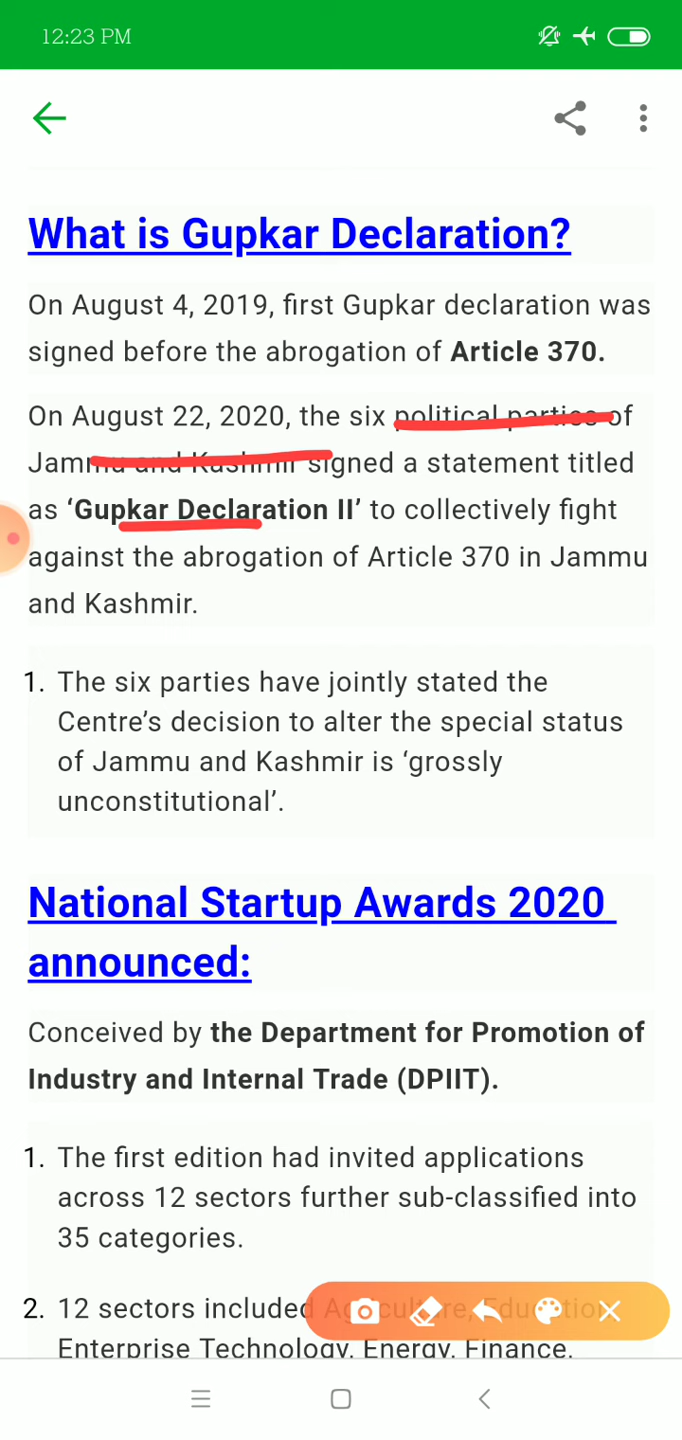 12:23 PM
What is Gupkar Declaration?
On August 4, 2019, first Gupkar declaration was
signed before the abrogation of Article 370.
On August 22, 2020, the six political parties of
Jammu and Kashmir signed a statement titled
as ‘Gupkar Declaration II’ to collectively fight
against the abrogation of Article 370 in Jammu
and Kashmir.
1. The six parties have jointly stated the
Centre’s decision to alter the special status
of Jammu and Kashmir is ‘grossly
unconstitutional’.
National Startup Awards 2020
announced:
Conceived by the Department for Promotion of
Industry and Internal Trade (DPIIT).
1. The first edition had invited applications
across 12 sectors further sub-classified into
35 categories.
2. 12 sectors included Agriculture, Education,
Enterprise Technology, Energy, Finance,